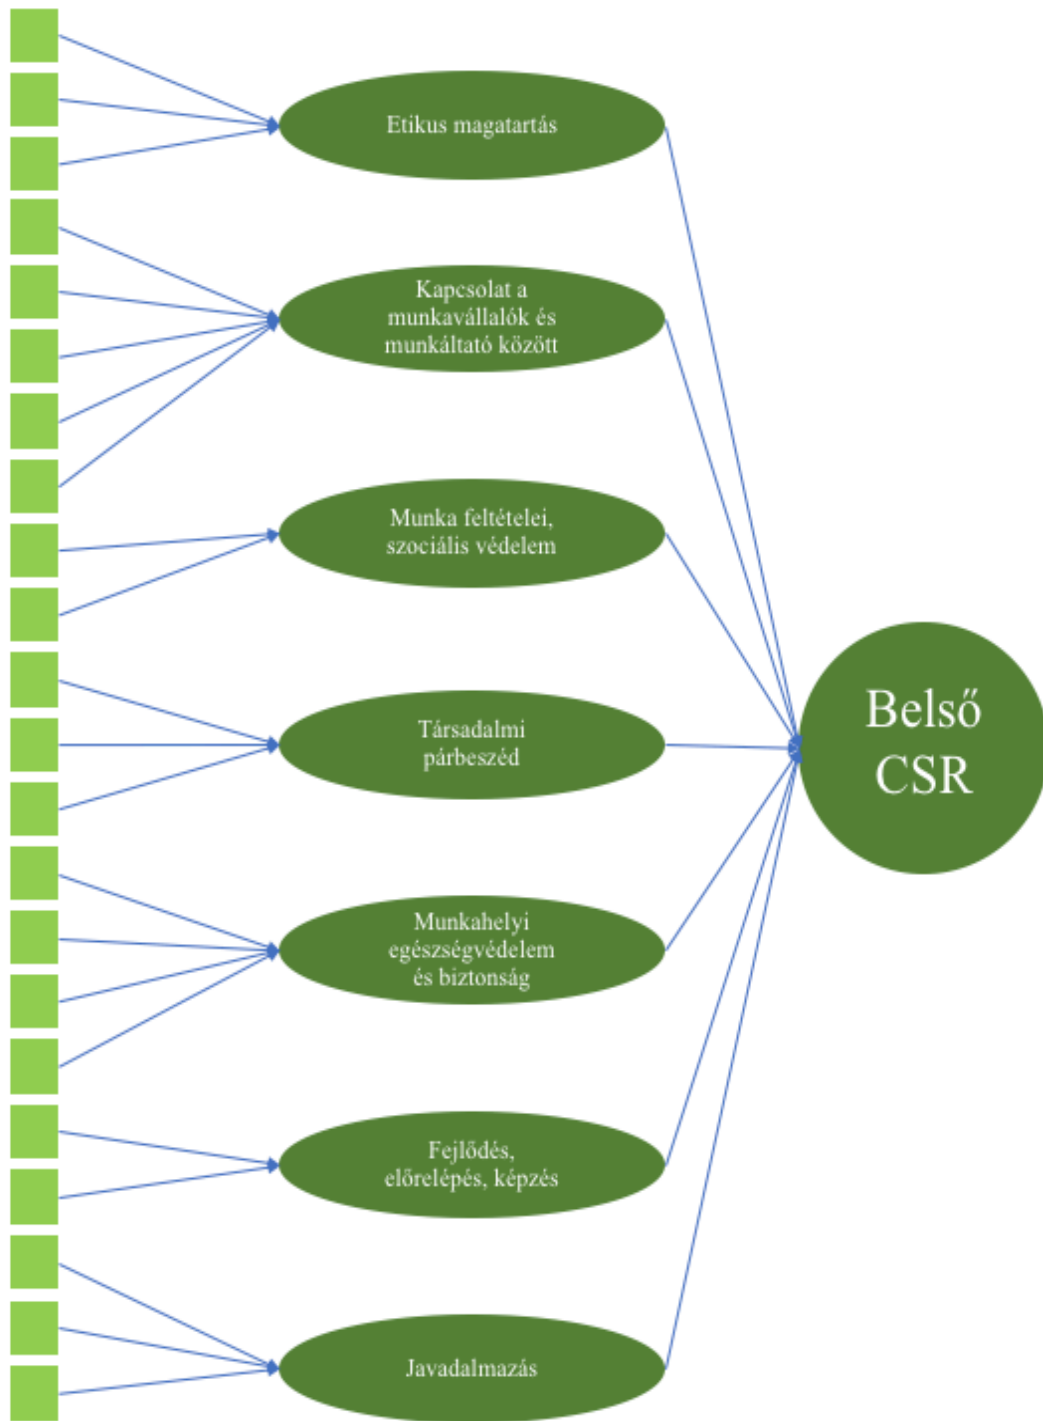 Etikus magatartás
Kapcsolat a
munkavállalók és
munkáltató között
Munka feltételei,
szociális védelem
Társadalmi
párbeszéd
Munkahelyi
egészségvédelem
és biztonság
Fejlődés,
előrelépés, képzés
Javadalmazás
Belső
CSR